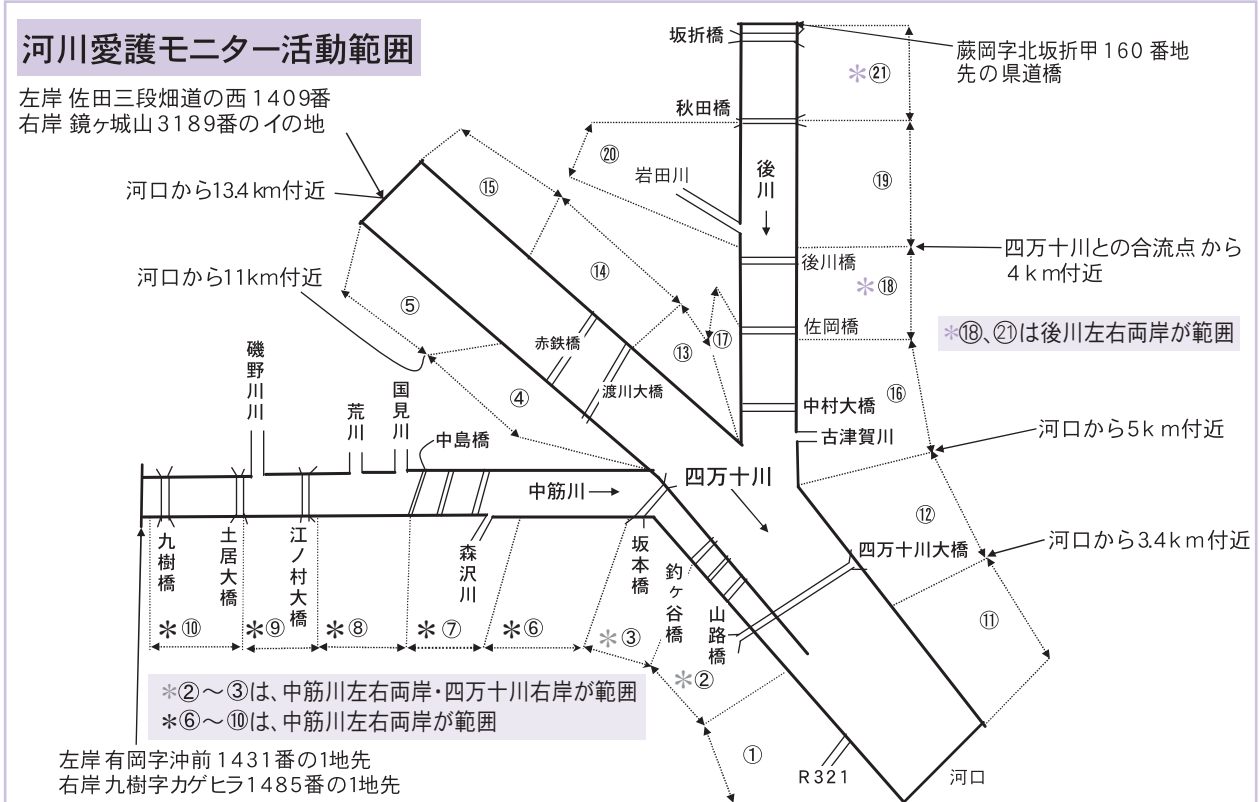 河川愛護モニター活動範囲
左岸 佐田三段畑道の西1409番
右岸 鏡ヶ城山3189番のイの地
河口から13.4km付近
河口から11km付近
坂折橋
蕨岡字北坂折甲160番地
先の県道橋
＊㉑
秋田橋
⑳
岩田川
後川
⑲
⑮
四万十川との合流点から
4km付近
後川橋
⑭
＊⑱
⑤
佐岡橋
＊⑱、㉑は後川左右両岸が範囲
赤鉄橋
⑬
⑰
磯野川
荒川
国見川
④
渡川大橋
⑯
中村大橋
中島橋
古津賀川
河口から5km付近
中筋川
四万十川
⑫
九樹橋
土居大橋
江ノ村大橋
森沢川
坂本橋
釣ヶ谷橋
山路橋
四万十川大橋
河口から3.4km付近
＊⑩
＊⑨
＊⑧
＊⑦
＊⑥
＊③
＊②
⑪
＊②～③は、中筋川左右両岸・四万十川右岸が範囲
＊⑥～⑩は、中筋川左右両岸が範囲
左岸 有岡字沖前1431番の1地先
右岸 九樹字カゲヒラ1485番の1地先
①
R321
河口